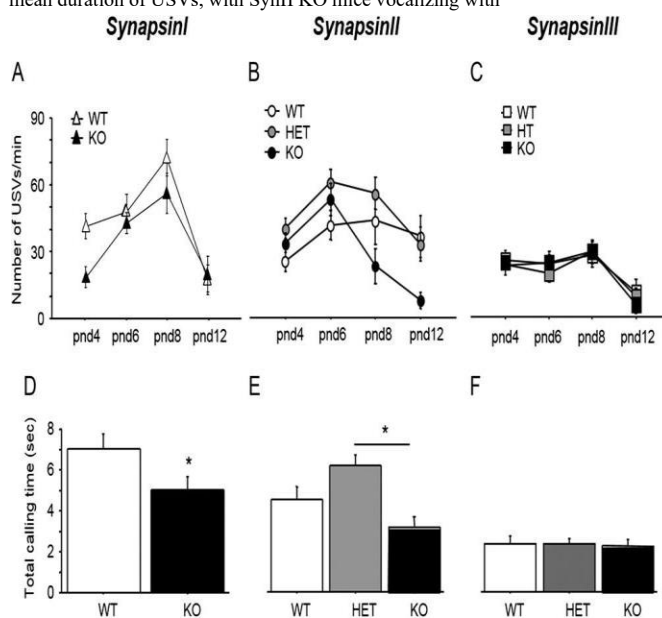 mean duration of USVs, with SynII KO mice vocalizing with
SynapsinI SynapsinII SynapsinIII
A B C
WT
KO
WT
HET
KO
WT
HT
KO
Number of USVs/min
90
60
30
0
pnd4 pnd6 pnd8 pnd12 pnd4 pnd6 pnd8 pnd12 pnd4 pnd6 pnd8 pnd12
D E F
Total calling time (sec)
8
6
4
2
0
*
*
WT KO WT HET KO WT HET KO